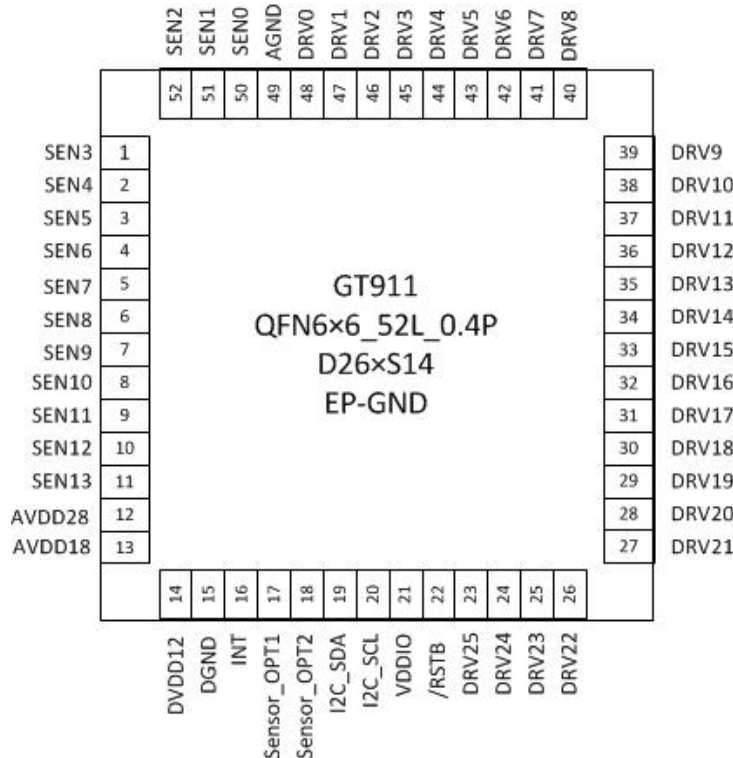 SEN2 SEN1 SEN0 AGND DRV0 DRV1 DRV2 DRV3 DRV4 DRV5 DRV6 DRV7 DRV8
52 51 50 49 48 47 46 45 44 43 42 41 40
SEN3 1 39 DRV9
SEN4 2 38 DRV10
SEN5 3 37 DRV11
SEN6 4 36 DRV12
SEN7 5 35 DRV13
SEN8 6 34 DRV14
SEN9 7 33 DRV15
SEN10 8 32 DRV16
SEN11 9 31 DRV17
SEN12 10 30 DRV18
SEN13 11 29 DRV19
AVDD28 12 28 DRV20
AVDD18 13 27 DRV21
GT911
QFN6×6_52L_0.4P
D26×S14
EP-GND
14 15 16 17 18 19 20 21 22 23 24 25 26
DVDD12 DGND INT Sensor_OPT1 Sensor_OPT2 I2C_SDA I2C_SCL VDDIO /RSTB DRV25 DRV24 DRV23 DRV22